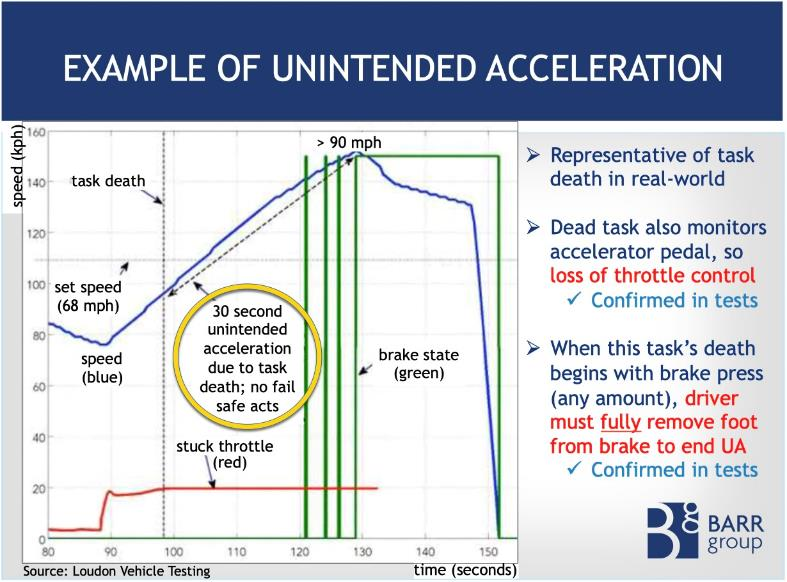 EXAMPLE OF UNINTENDED ACCELERATION
speed (kph)
160
140
120
100
80
60
40
20
0
> 90 mph
task death
set speed
(68 mph)
speed
(blue)
30 second
unintended
acceleration
due to task
death; no fail
safe acts
brake state
(green)
stuck throttle
(red)
80 90 100 110 120 130 140 150
Source: Loudon Vehicle Testing
time (seconds)
➢ Representative of task
death in real-world
➢ Dead task also monitors
accelerator pedal, so
loss of throttle control
✓ Confirmed in tests
➢ When this task’s death
begins with brake press
(any amount), driver
must fully remove foot
from brake to end UA
✓ Confirmed in tests
BARR
group